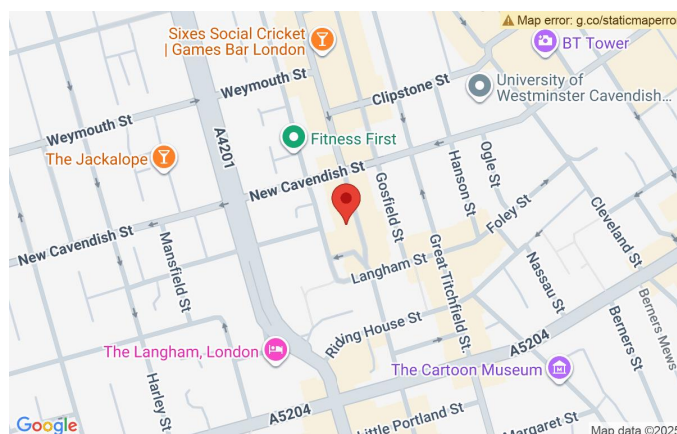 Map error: g.co/staticmaperro
Sixes Social Cricket
| Games Bar London
BT Tower
Weymouth St
Clipstone St
University of
Westminster Cavendish...
Weymouth St
A4201
Fitness First
The Jackalope
New Cavendish St
Ogle St
Hanson St
Gosfield St
Foley St
Cleveland St
New Cavendish St
Mansfield St
Great Titchfield St.
Langham St
Nassau St
Berners Mews
Berners St
Riding House St
A5204
The Langham, London
The Cartoon Museum
Harley St
A5204
Little Portland St
Margaret St
Google
Map data ©2025